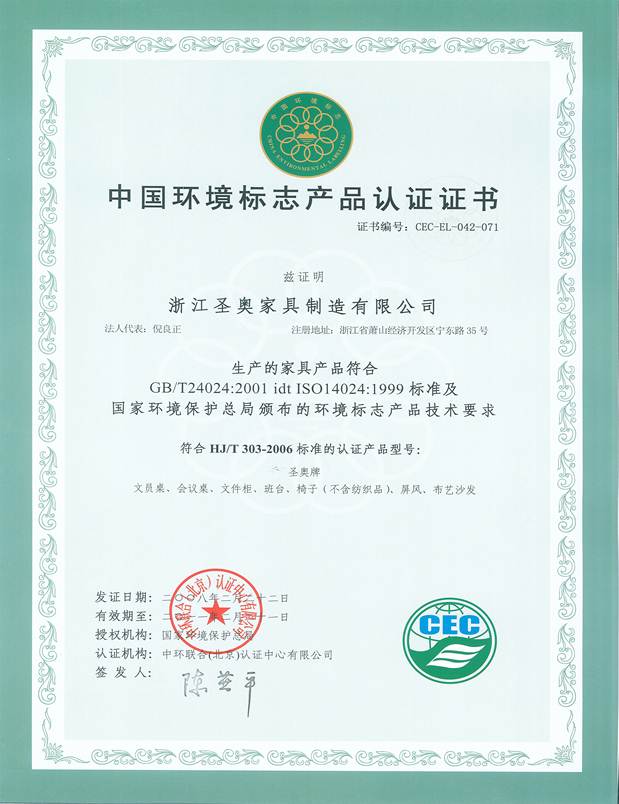 中国环境标志
CHINA ENVIRONMENTAL LABELLING
中国环境标志产品认证证书
证书编号：CEC-EL-042-071
兹证明
浙江圣奥家具制造有限公司
法人代表：倪良正 注册地址：浙江省萧山经济开发区宁东路 35 号
生产的家具产品符合
GB/T24024:2001 idt ISO14024:1999 标准及
国家环境保护总局颁布的环境标志产品技术要求
符合 HJ/T 303-2006 标准的认证产品型号：
圣奥牌
文员桌、会议桌、文件柜、班台、椅子（不含纺织品）、屏风、布艺沙发
发证日期：二〇〇八年二月二十二日
有效期至：二〇一一年二月二十一日
授权机构：国家环境保护总局
认证机构：中环联合(北京)认证中心有限公司
签 发 人：
中环联合（北京）认证中心有限公司
CEC